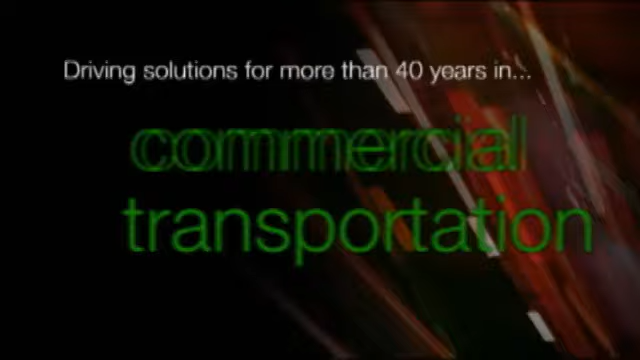 Driving solutions for more than 40 years in...
commercial
transportation